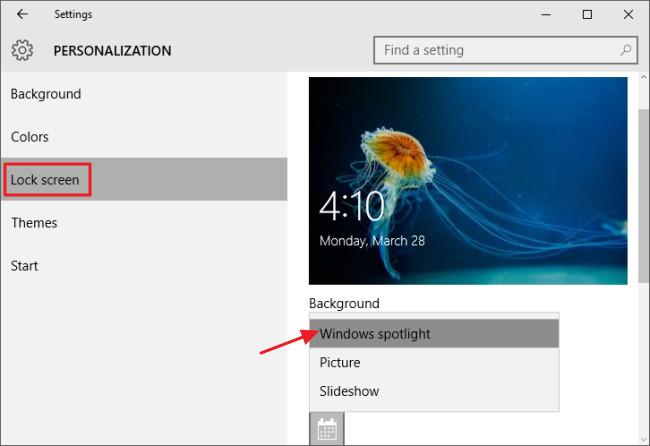 Settings
PERSONALIZATION
Find a setting
Background
Colors
Lock screen
Themes
Start
4:10
Monday, March 28
Background
Windows spotlight
Picture
Slideshow